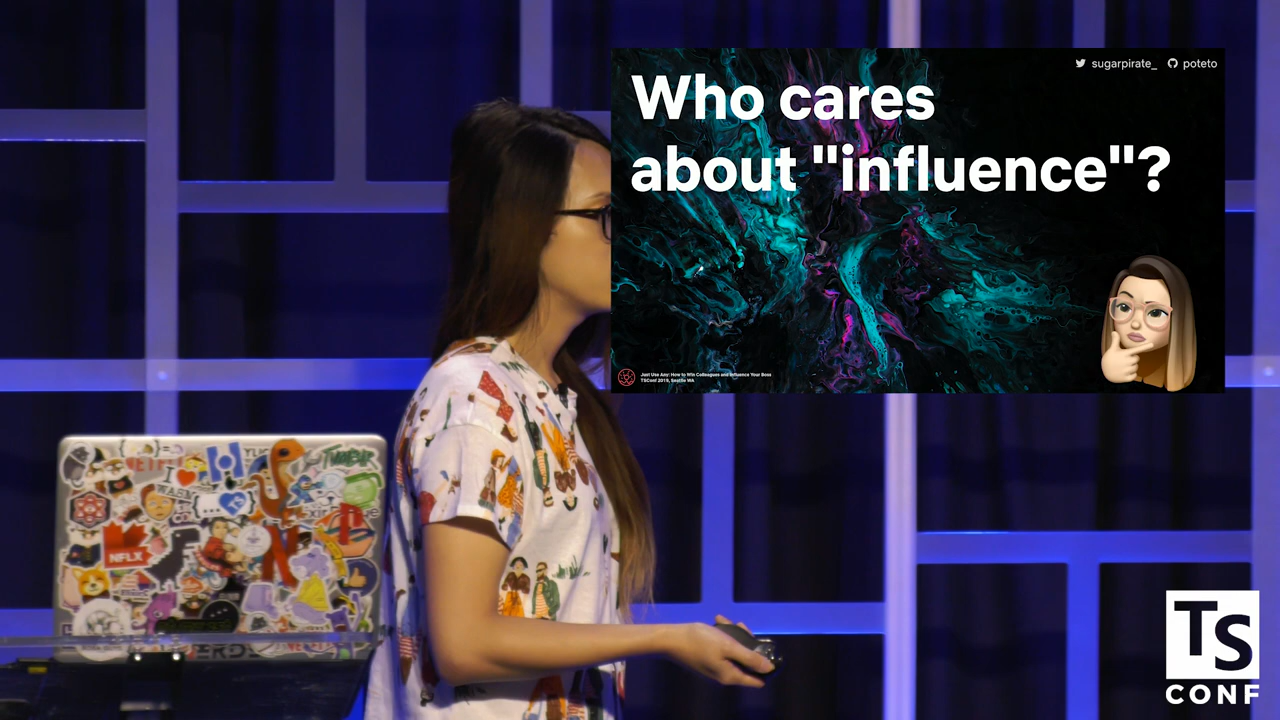 sugarpirate_ poteto
Who cares
about "influence"?
Just Use Any: How to Win Colleagues and Influence Your Boss
TSConf 2019, Seattle WA
I
WASM
NFLX
TS
CONF